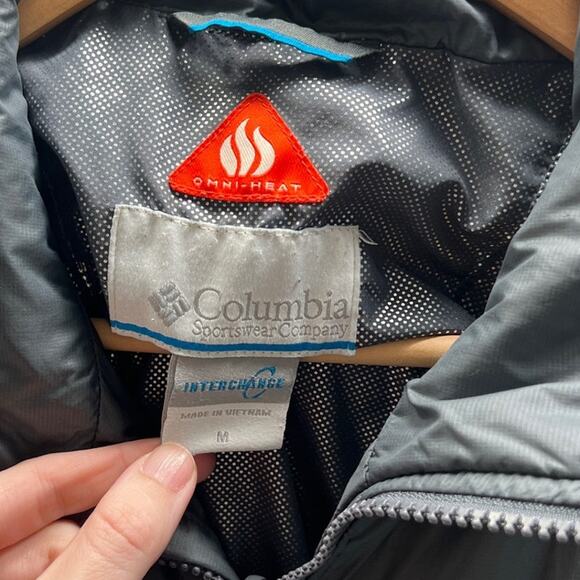 OMNI-HEAT
Columbia
Sportswear Company
INTERCHANGE
MADE IN VIETNAM
M